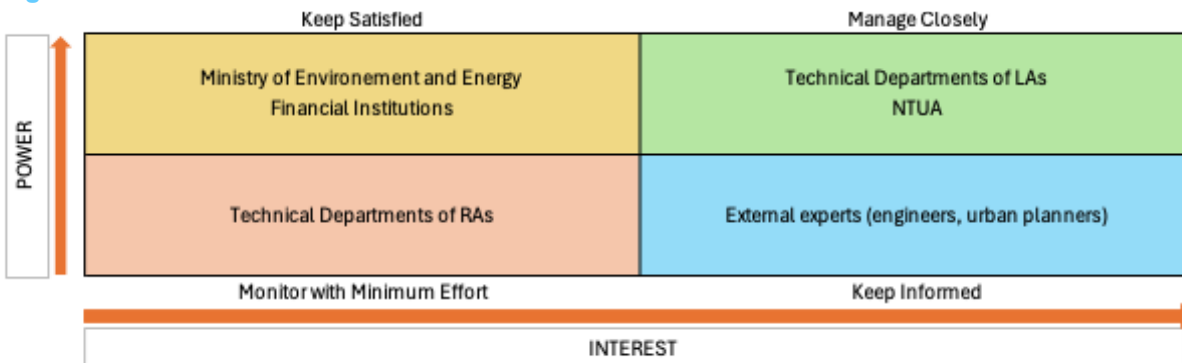 Keep Satisfied
Manage Closely
POWER
Ministry of Environement and Energy
Financial Institutions
Technical Departments of LAs
NTUA
Technical Departments of RAs
External experts (engineers, urban planners)
Monitor with Minimum Effort
Keep Informed
INTEREST